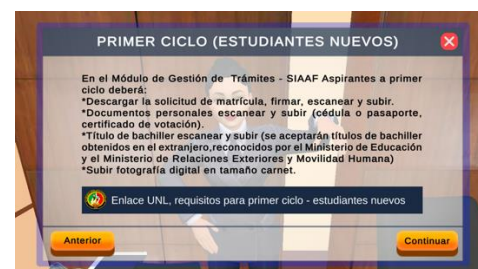 PRIMER CICLO (ESTUDIANTES NUEVOS)
En el Módulo de Gestión de Trámites - SIAAF Aspirantes a primer
ciclo deberá:
*Descargar la solicitud de matrícula, firmar, escanear y subir.
*Documentos personales escanear y subir (cédula o pasaporte,
certificado de votación).
*Título de bachiller escanear y subir (se aceptarán títulos de bachiller
obtenidos en el extranjero,reconocidos por el Ministerio de Educación
y el Ministerio de Relaciones Exteriores y Movilidad Humana)
*Subir fotografía digital en tamaño carnet.
Enlace UNL, requisitos para primer ciclo - estudiantes nuevos
Anterior
Continuar